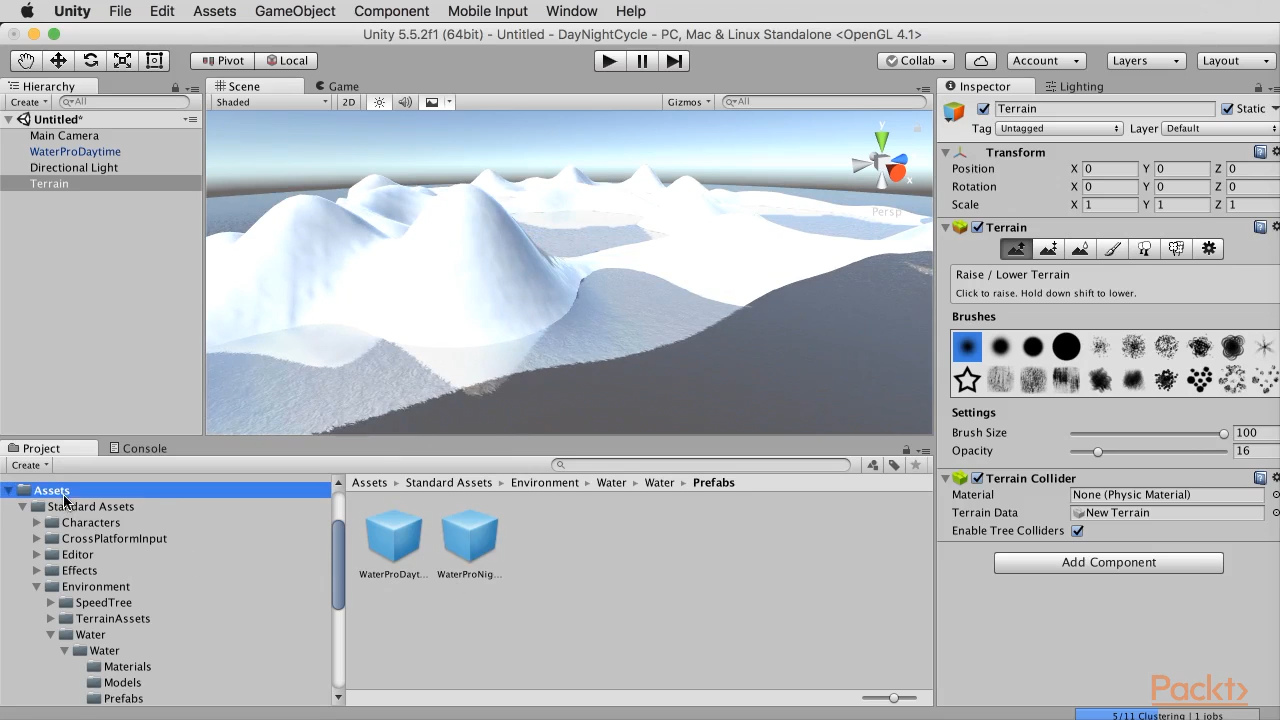 Unity File Edit Assets GameObject Component Mobile Input Window Help
Unity 5.5.2f1 (64bit) - Untitled - DayNightCycle - PC, Mac & Linux Standalone <OpenGL 4.1>
Pivot Local Collab Account Layers Layout
Hierarchy Scene Game Inspector Lighting
Create All Shaded 2D Gizmos All Terrain Static
Untitled*
Tag Untagged Layer Default
Main Camera
WaterProDaytime
Directional Light
Terrain
y
x
Persp
Transform
Position X 0 Y 0 Z 0
Rotation X 0 Y 0 Z 0
Scale X 1 Y 1 Z 1
Terrain
Raise / Lower Terrain
Click to raise. Hold down shift to lower.
Brushes
Settings
Brush Size 100
Opacity 16
Terrain Collider
Material None (Physic Material)
Terrain Data New Terrain
Enable Tree Colliders
Add Component
Project Console
Create
Assets
Standard Assets
Characters
CrossPlatformInput
Editor
Effects
Environment
SpeedTree
TerrainAssets
Water
Water
Materials
Models
Prefabs
Assets Standard Assets Environment Water Water Prefabs
WaterProDayt... WaterProNig...
Packt>
5/11 Clustering | 1 jobs